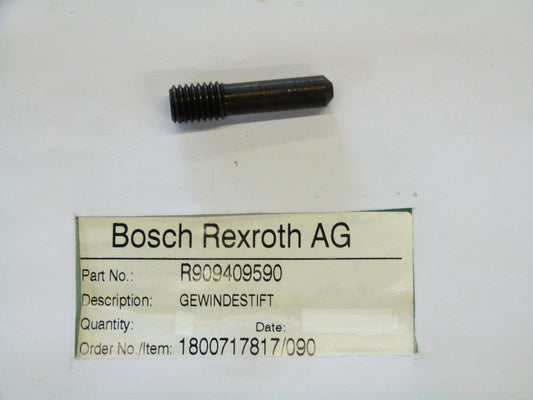 Bosch Rexroth AG
Part No.: R909409590
Description: GEWINDESTIFT
Quantity: Date:
Order No./Item: 1800717817/090